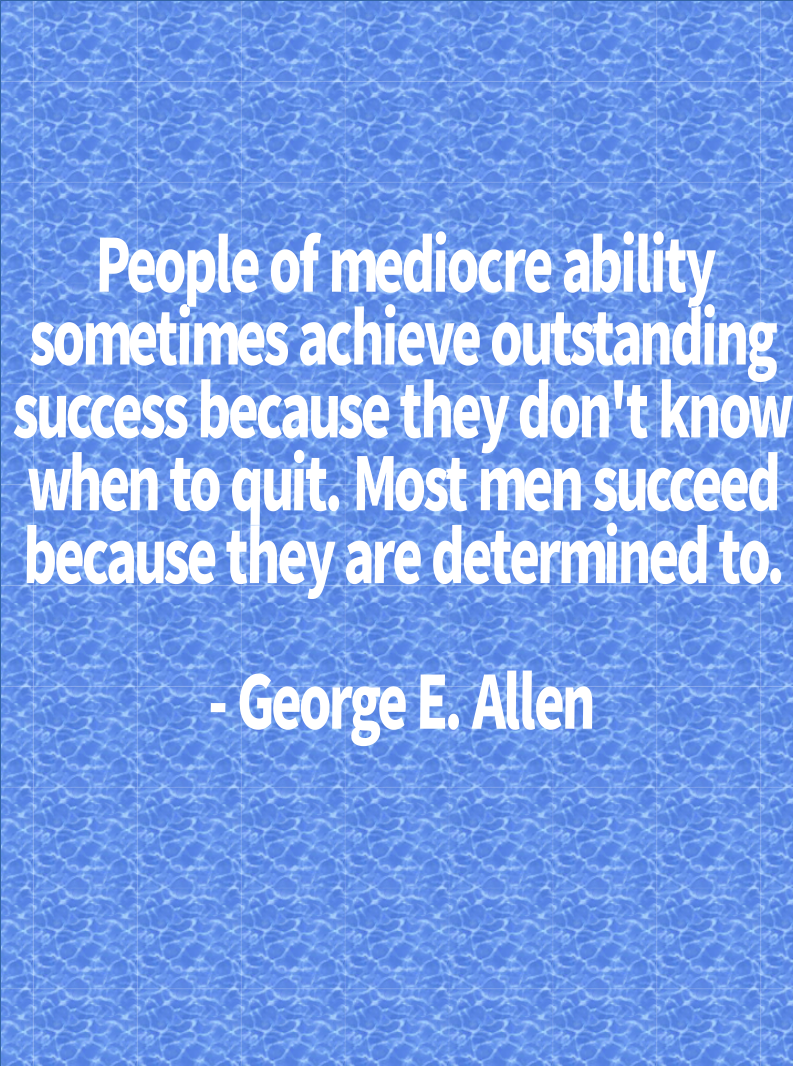 People of mediocre ability
sometimes achieve outstanding
success because they don't know
when to quit. Most men succeed
because they are determined to.
- George E. Allen